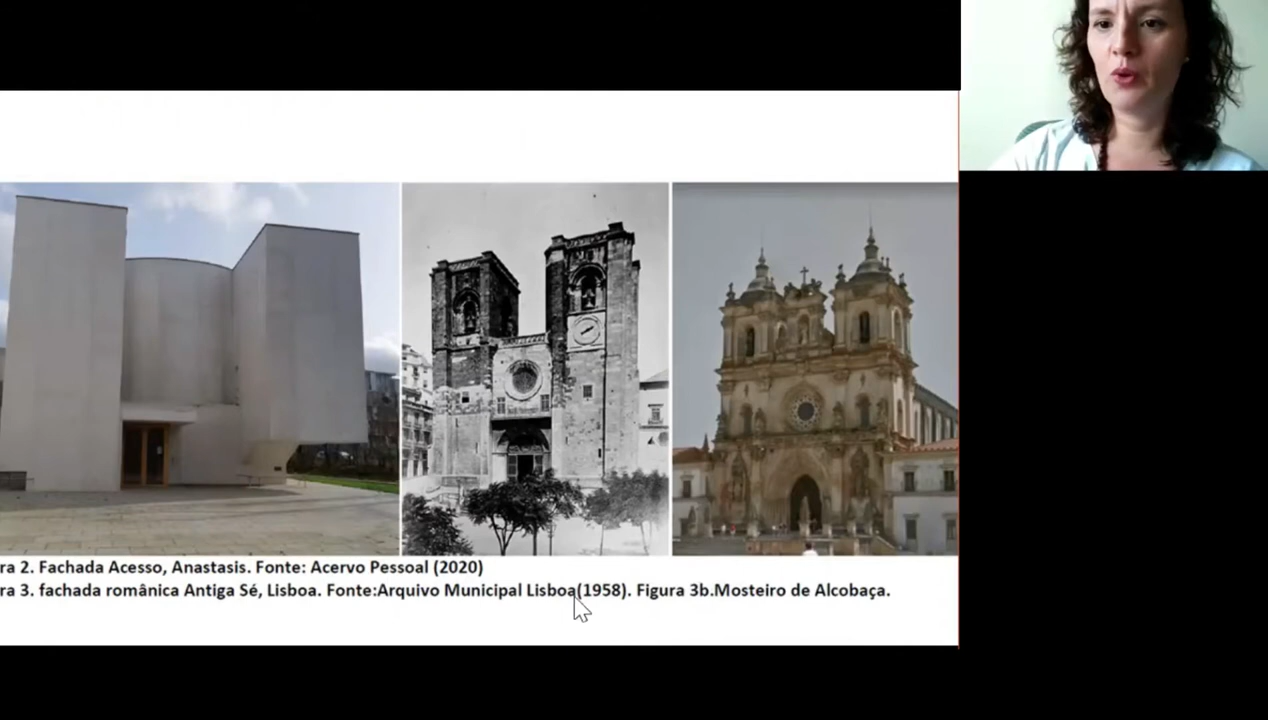 ra 2. Fachada Acesso, Anastasis. Fonte: Acervo Pessoal (2020)
ra 3. fachada românica Antiga Sé, Lisboa. Fonte:Arquivo Municipal Lisboa(1958). Figura 3b.Mosteiro de Alcobaça.